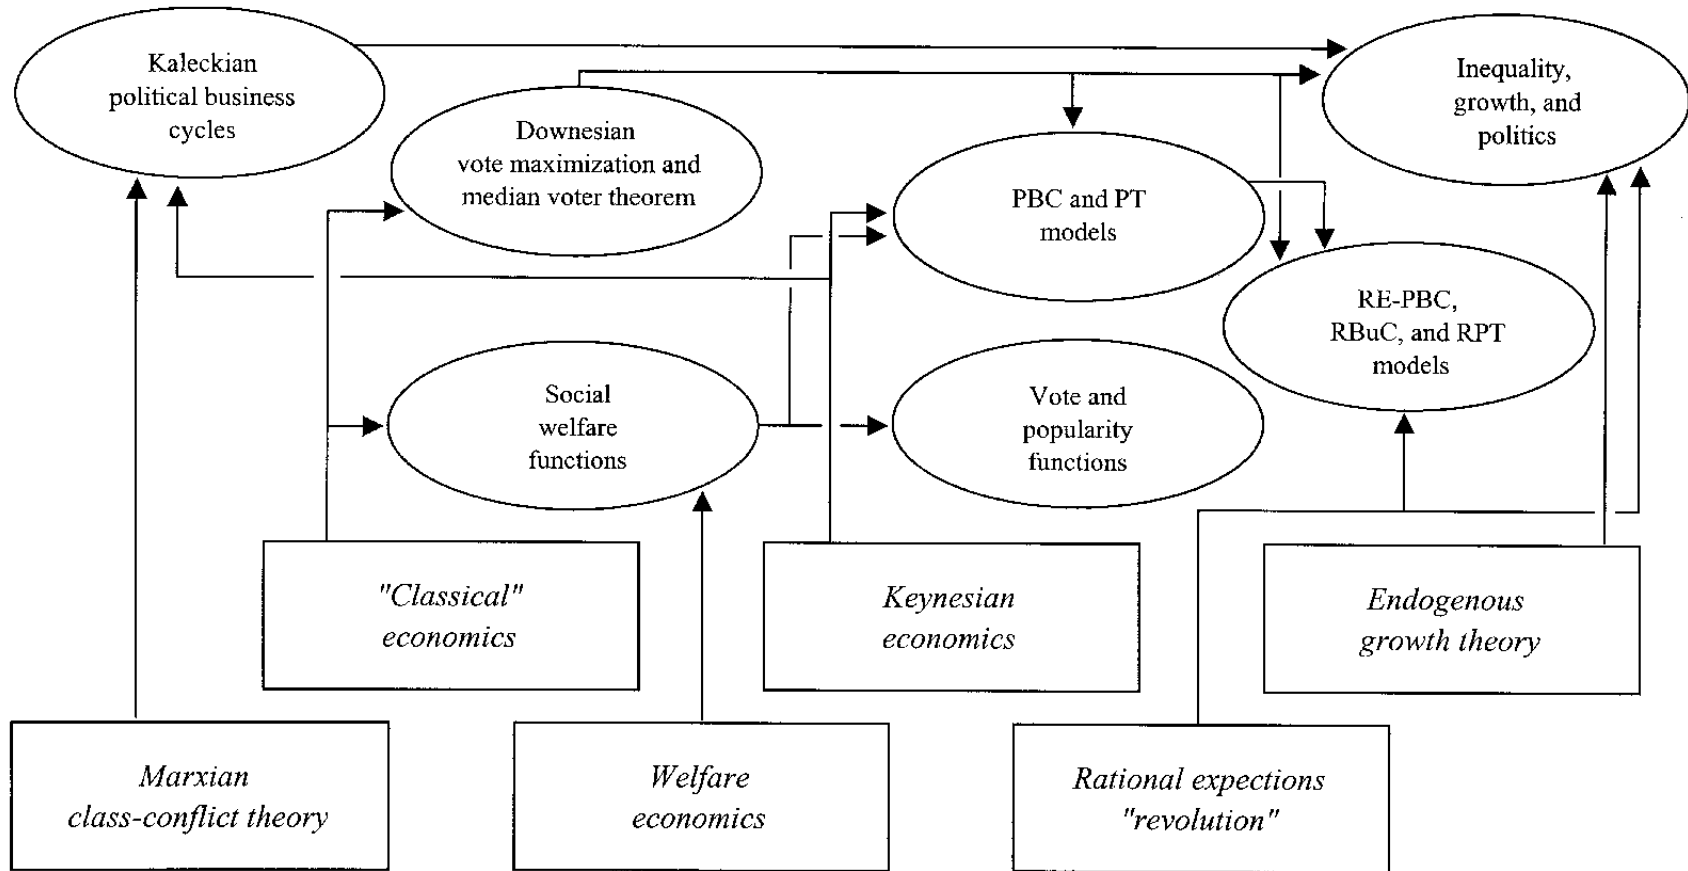 Kaleckian
political business
cycles
Inequality,
growth, and
politics
Downesian
vote maximization and
median voter theorem
PBC and PT
models
RE-PBC,
RBuC, and RPT
models
Social
welfare
functions
Vote and
popularity
functions
"Classical"
economics
Keynesian
economics
Endogenous
growth theory
Marxian
class-conflict theory
Welfare
economics
Rational expections
"revolution"